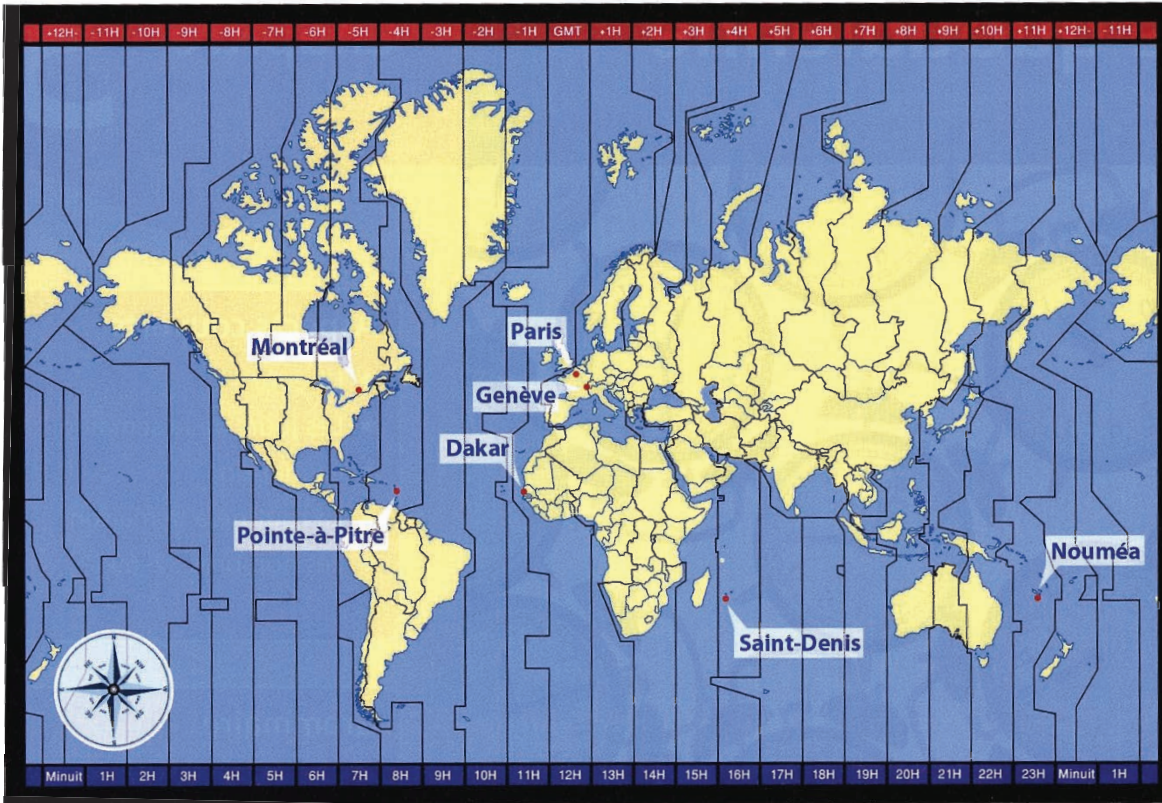 +12H- -11H -10H -9H -8H -7H -6H -5H -4H -3H -2H -1H GMT +1H +2H +3H +4H +5H +6H +7H +8H +9H +10H +11H +12H- -11H
Paris
Montréal
Genève
Dakar
Pointe-à-Pitre
Nouméa
Saint-Denis
Minuit 1H 2H 3H 4H 5H 6H 7H 8H 9H 10H 11H 12H 13H 14H 15H 16H 17H 18H 19H 20H 21H 22H 23H Minuit 1H